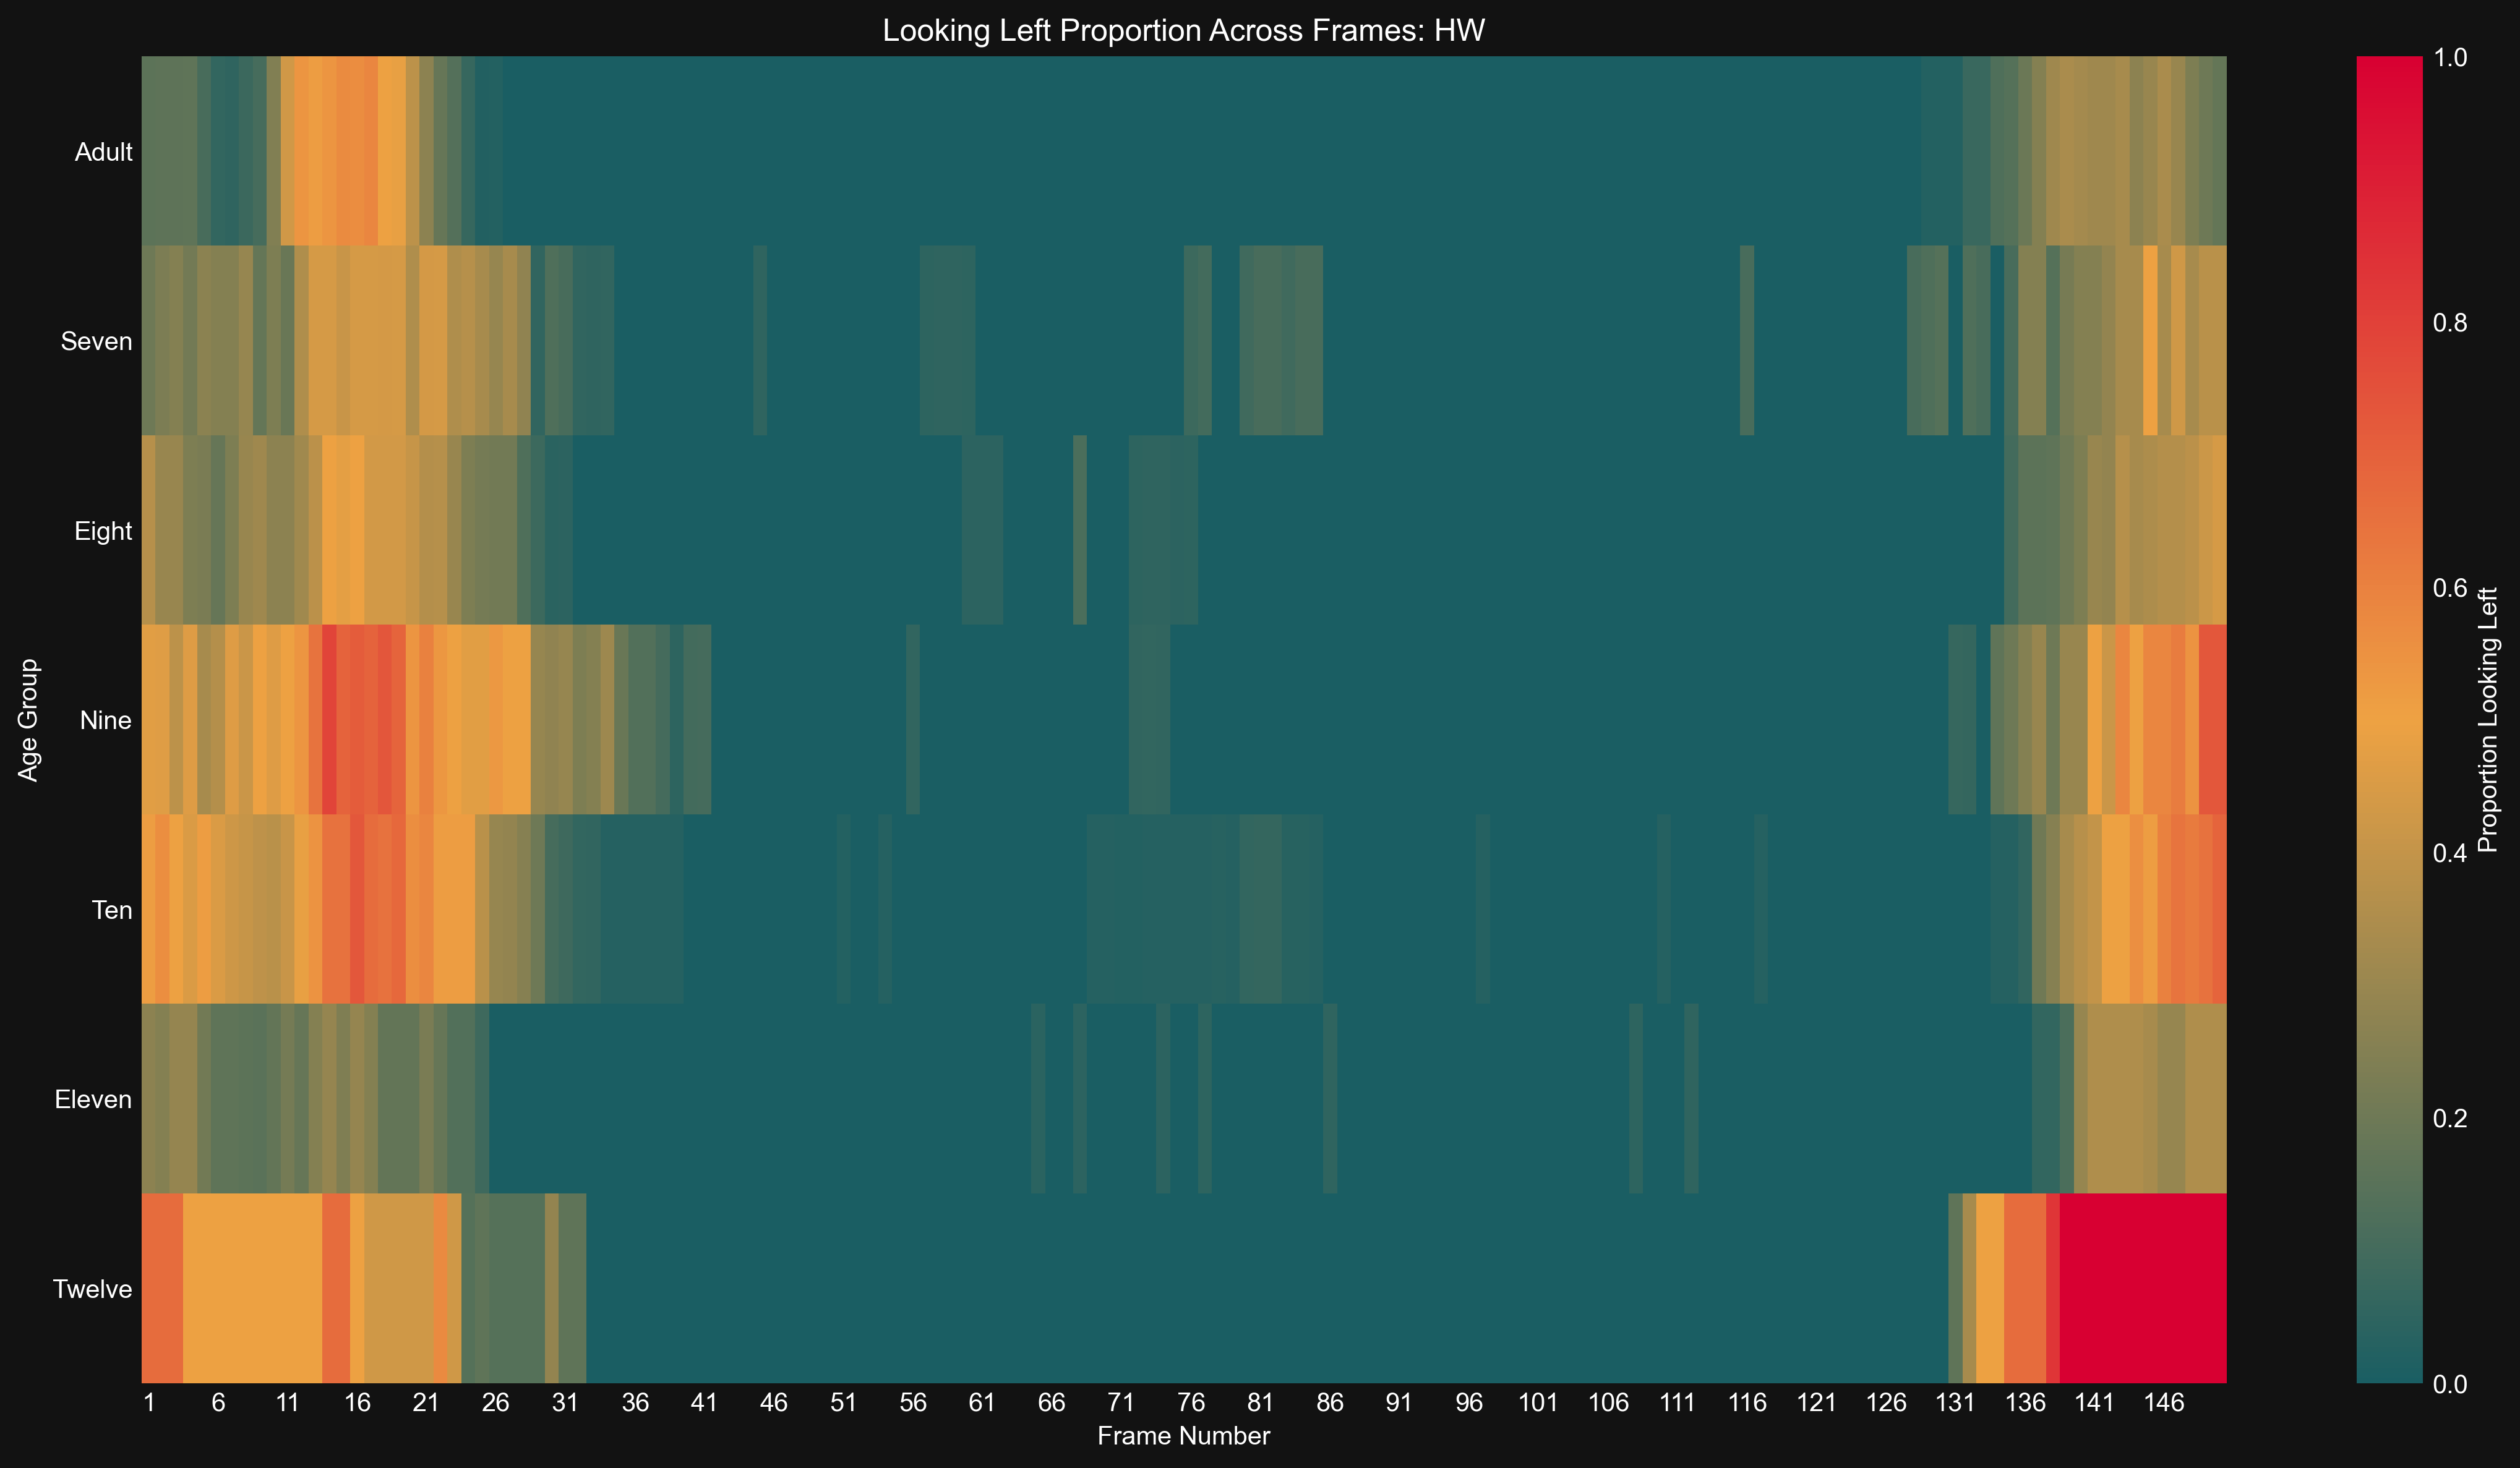 Looking Left Proportion Across Frames: HW
Age Group
Adult
Seven
Eight
Nine
Ten
Eleven
Twelve
1 6 11 16 21 26 31 36 41 46 51 56 61 66 71 76 81 86 91 96 101 106 111 116 121 126 131 136 141 146
Frame Number
1.0
0.8
0.6
0.4
0.2
0.0
Proportion Looking Left